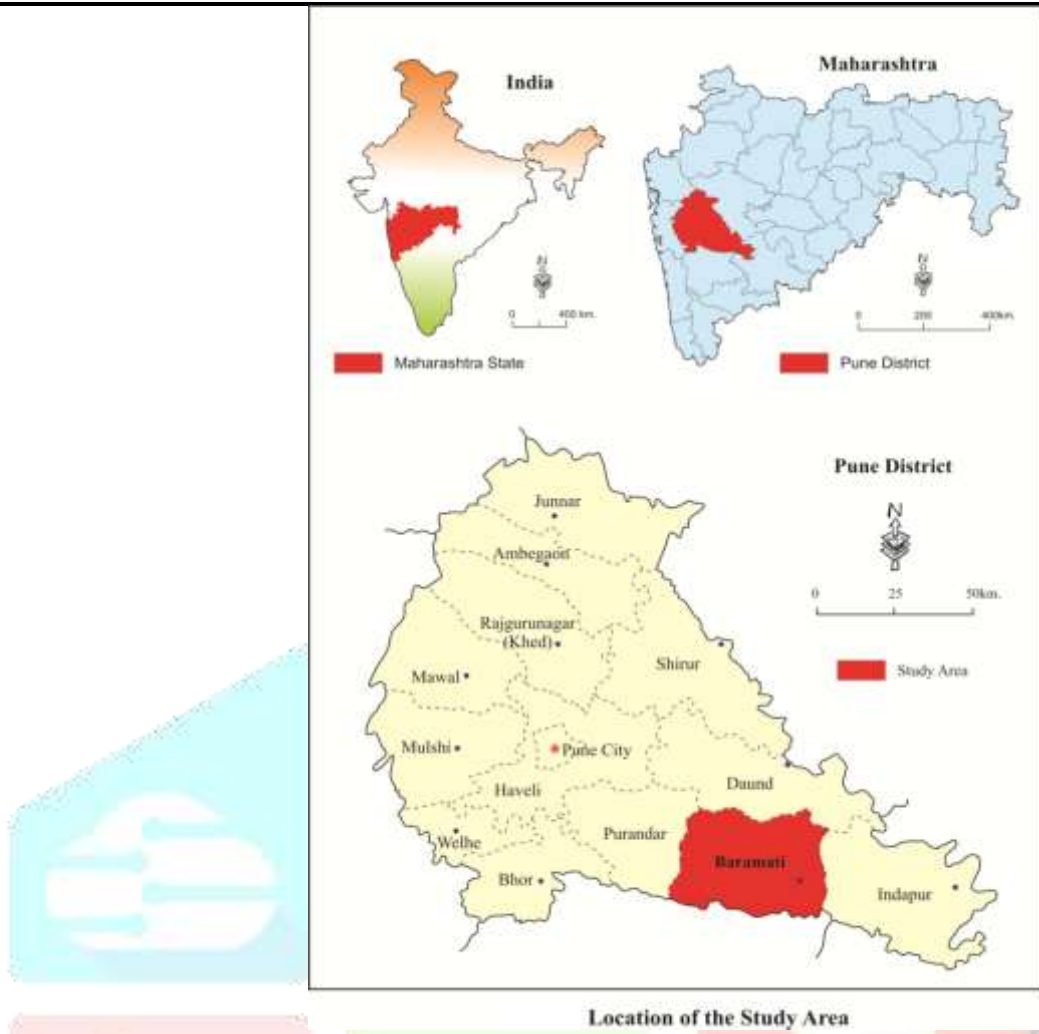 India
Maharashtra
N
0 400 km.
N
0 200 400km.
Maharashtra State
Pune District
Pune District
N
0 25 50km.
Study Area
Junnar
Ambegaon
Rajgurunagar
(Khed)
Shirur
Mawal
Mulshi
Pune City
Haveli
Daund
Welhe
Purandar
Baramati
Bhor
Indapur
Location of the Study Area